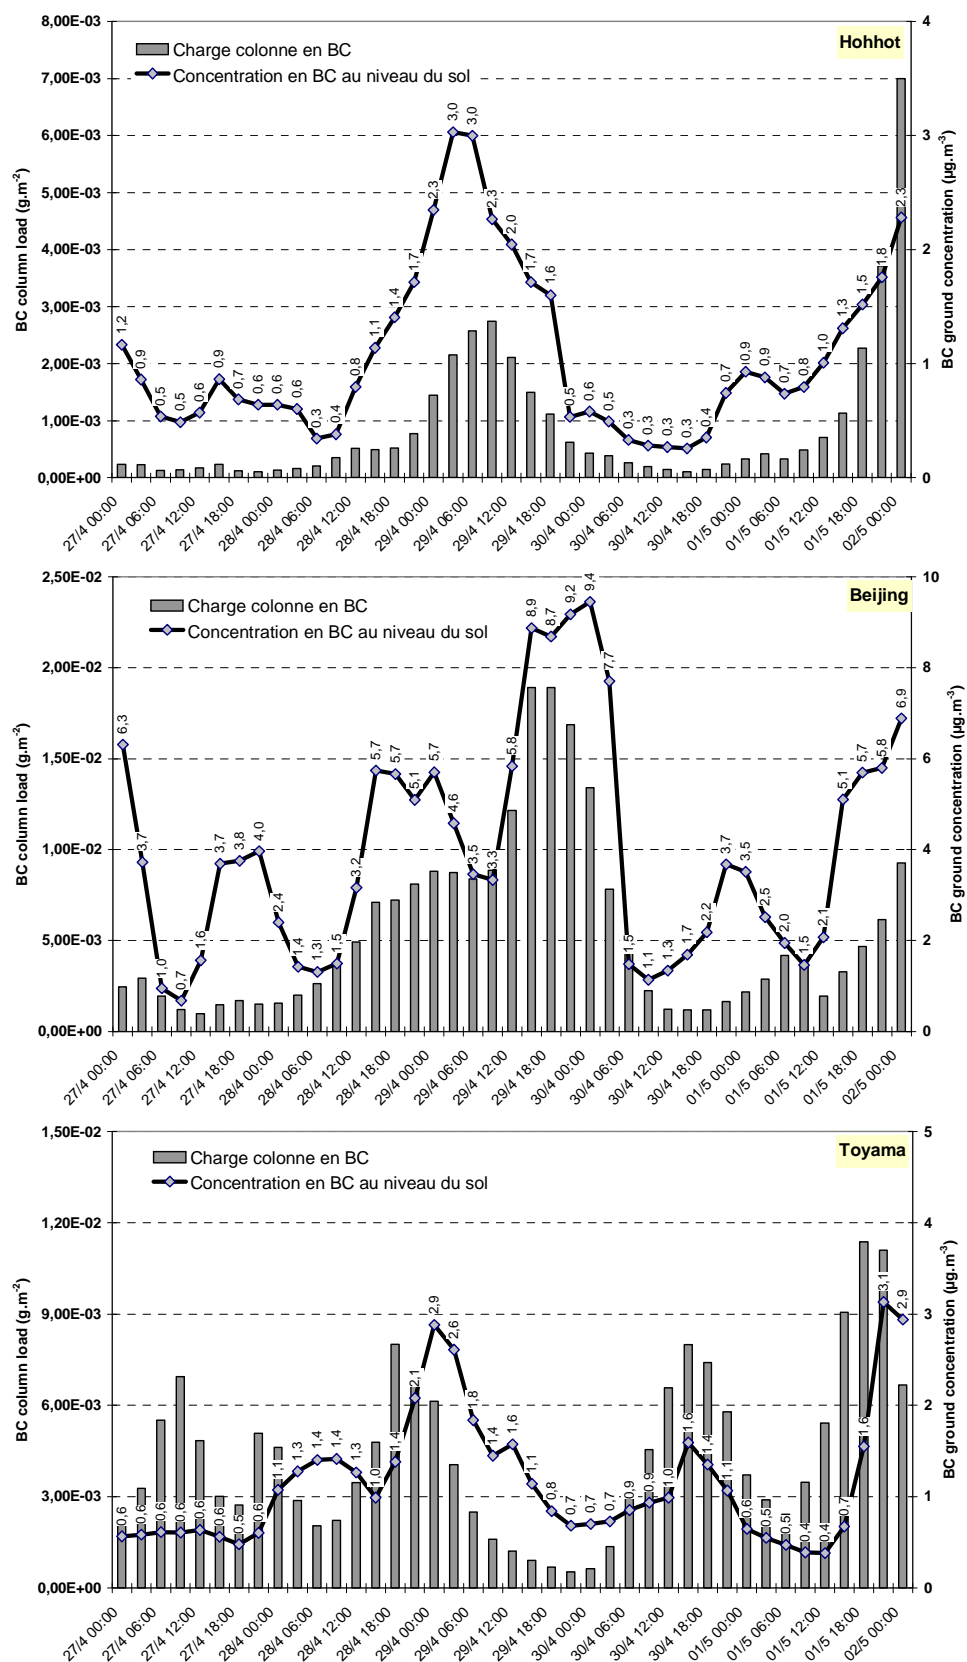 8,00E-03
7,00E-03
6,00E-03
5,00E-03
4,00E-03
3,00E-03
2,00E-03
1,00E-03
0,00E+00
BC column load (g.m-2)
Charge colonne en BC
Concentration en BC au niveau du sol
Hohhot
4
3
2
1
0
BC ground concentration (µg.m-3)
1,2 0,9 0,5 0,5 0,6 0,9 0,7 0,6 0,6 0,6 0,3 0,4 0,8 1,1 1,4 1,7 2,3 3,0 3,0 2,3 2,0 1,7 1,6 0,5 0,6 0,5 0,3 0,3 0,3 0,3 0,4 0,7 0,9 0,9 0,7 0,8 1,0 1,3 1,5 1,8 2,3
27/4 00:00 27/4 06:00 27/4 12:00 27/4 18:00 28/4 00:00 28/4 06:00 28/4 12:00 28/4 18:00 29/4 00:00 29/4 06:00 29/4 12:00 29/4 18:00 30/4 00:00 30/4 06:00 30/4 12:00 30/4 18:00 01/5 00:00 01/5 06:00 01/5 12:00 01/5 18:00 02/5 00:00
2,50E-02
2,00E-02
1,50E-02
1,00E-02
5,00E-03
0,00E+00
BC column load (g.m-2)
Charge colonne en BC
Concentration en BC au niveau du sol
Beijing
10
8
6
4
2
0
BC ground concentration (µg.m-3)
6,3 3,7 1,0 0,7 1,6 3,7 3,8 4,0 2,4 1,4 1,3 1,5 3,2 5,7 5,7 5,1 5,7 4,6 3,5 3,3 5,8 8,9 8,7 9,2 9,4 7,7 1,5 1,1 1,3 1,7 2,2 3,7 3,5 2,5 2,0 1,5 2,1 5,1 5,7 5,8 6,9
27/4 00:00 27/4 06:00 27/4 12:00 27/4 18:00 28/4 00:00 28/4 06:00 28/4 12:00 28/4 18:00 29/4 00:00 29/4 06:00 29/4 12:00 29/4 18:00 30/4 00:00 30/4 06:00 30/4 12:00 30/4 18:00 01/5 00:00 01/5 06:00 01/5 12:00 01/5 18:00 02/5 00:00
1,50E-02
1,20E-02
9,00E-03
6,00E-03
3,00E-03
0,00E+00
BC column load (g.m-2)
Charge colonne en BC
Concentration en BC au niveau du sol
Toyama
5
4
3
2
1
0
BC ground concentration (µg.m-3)
0,6 0,6 0,6 0,6 0,6 0,6 0,5 0,6 1,1 1,3 1,4 1,4 1,3 1,0 1,4 2,1 2,9 2,6 1,8 1,4 1,6 1,1 0,8 0,7 0,7 0,7 0,9 0,9 1,0 1,6 1,4 1,1 0,6 0,5 0,5 0,4 0,4 0,7 1,6 3,1 2,9
27/4 00:00 27/4 06:00 27/4 12:00 27/4 18:00 28/4 00:00 28/4 06:00 28/4 12:00 28/4 18:00 29/4 00:00 29/4 06:00 29/4 12:00 29/4 18:00 30/4 00:00 30/4 06:00 30/4 12:00 30/4 18:00 01/5 00:00 01/5 06:00 01/5 12:00 01/5 18:00 02/5 00:00